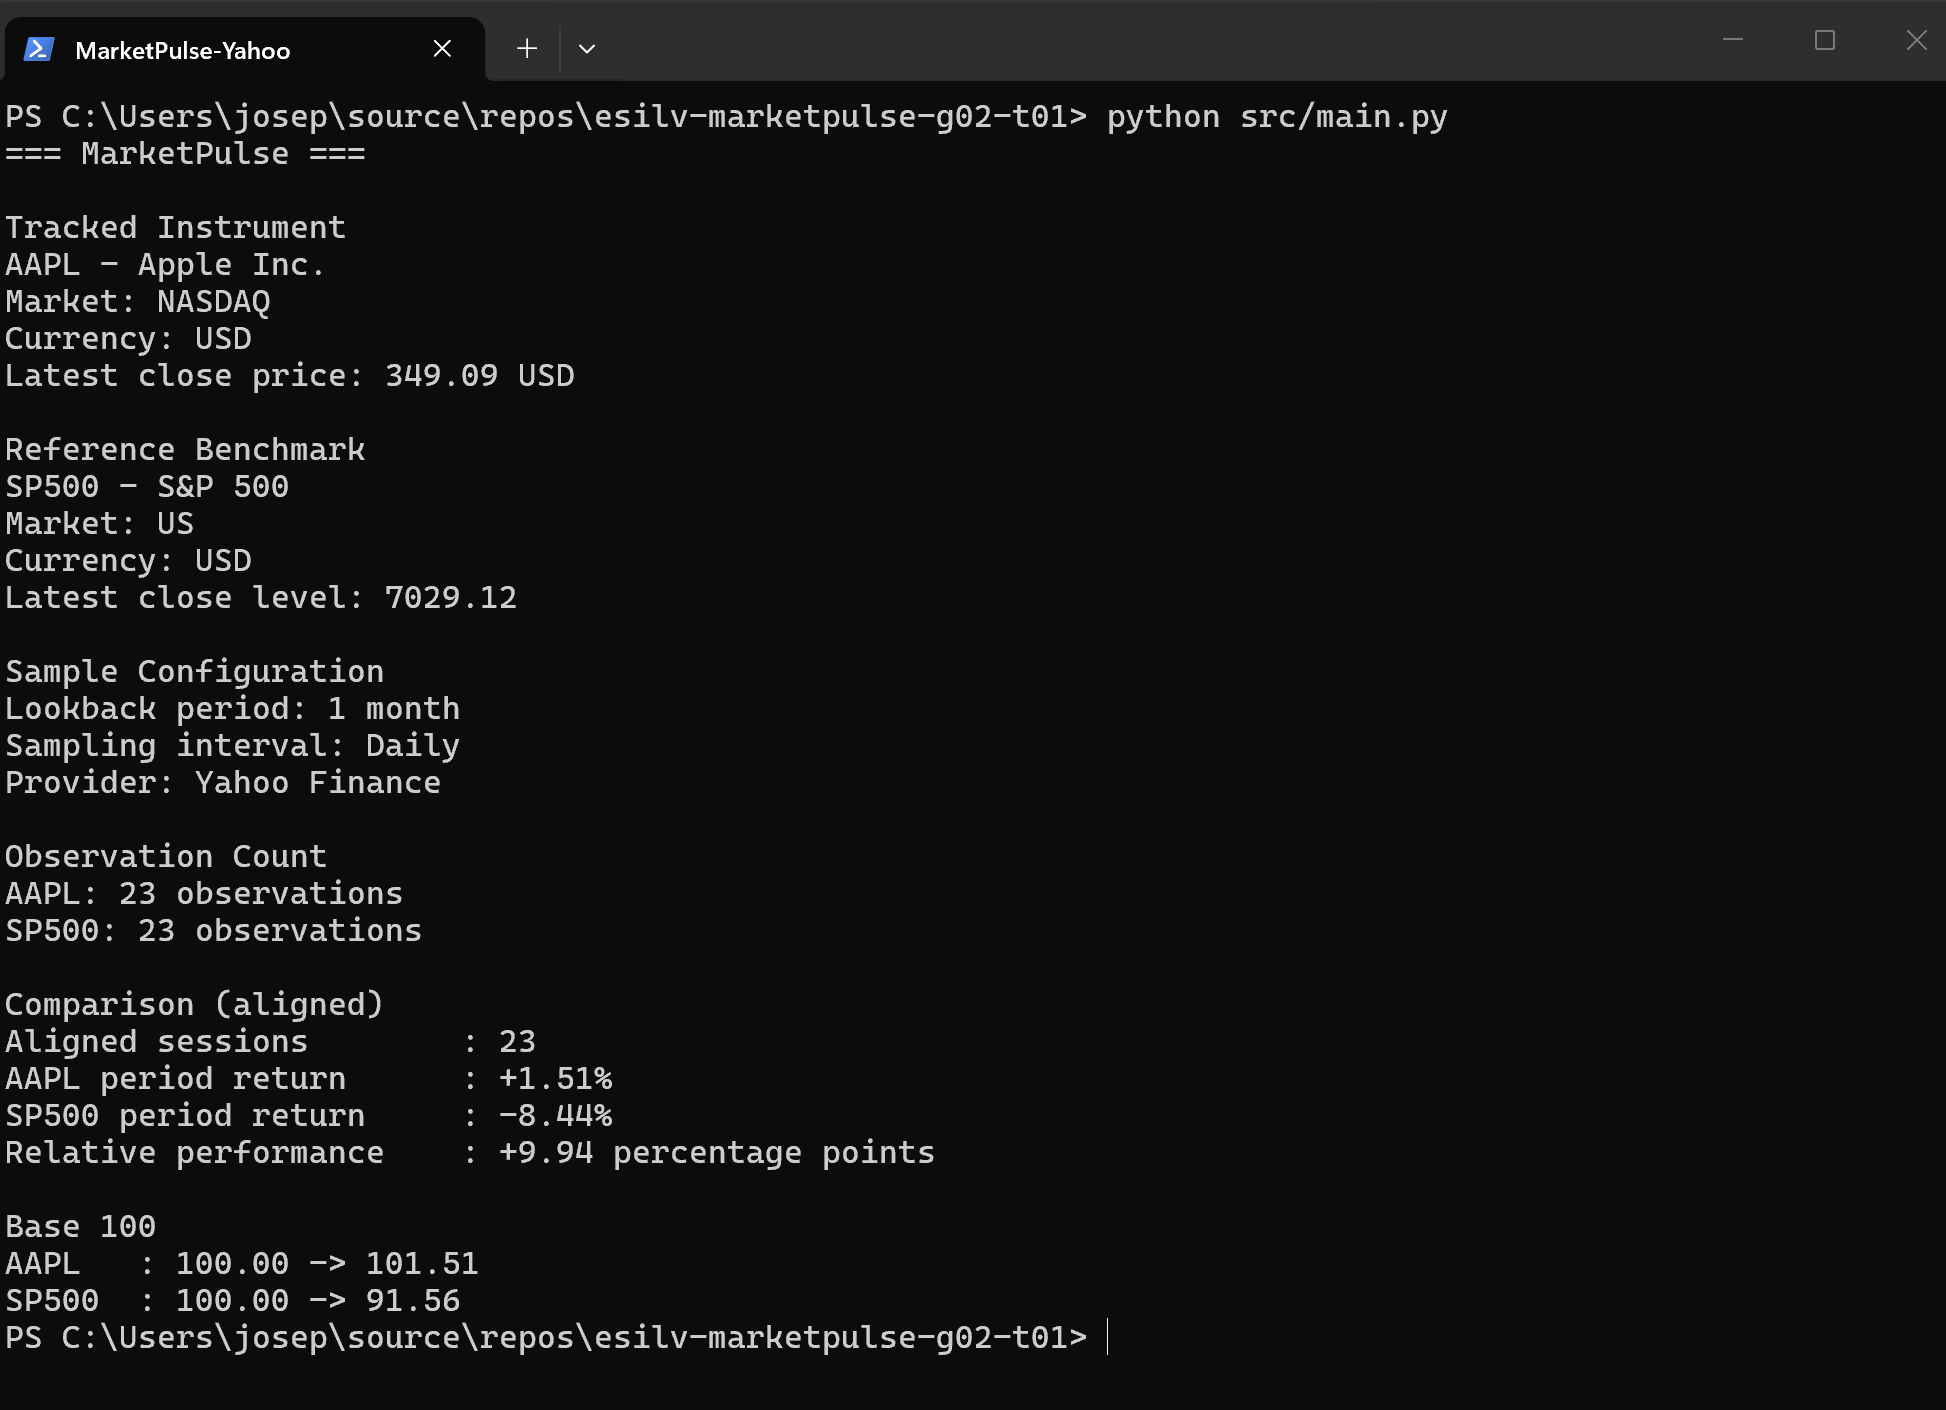 MarketPulse-Yahoo
PS C:\Users\josep\source\repos\esilv-marketpulse-g02-t01> python src/main.py
=== MarketPulse ===
Tracked Instrument
AAPL - Apple Inc.
Market: NASDAQ
Currency: USD
Latest close price: 349.09 USD
Reference Benchmark
SP500 - S&P 500
Market: US
Currency: USD
Latest close level: 7029.12
Sample Configuration
Lookback period: 1 month
Sampling interval: Daily
Provider: Yahoo Finance
Observation Count
AAPL: 23 observations
SP500: 23 observations
Comparison (aligned)
Aligned sessions        : 23
AAPL period return      : +1.51%
SP500 period return     : -8.44%
Relative performance    : +9.94 percentage points
Base 100
AAPL   : 100.00 -> 101.51
SP500  : 100.00 -> 91.56
PS C:\Users\josep\source\repos\esilv-marketpulse-g02-t01>